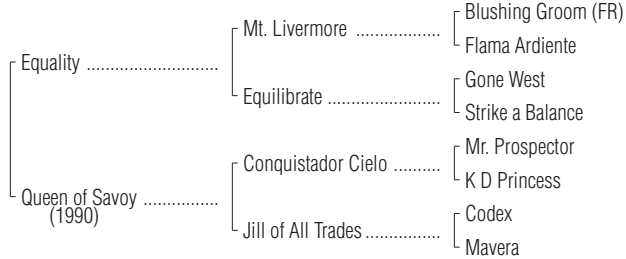 Blushing Groom (FR)
Mt. Livermore ..................
Flama Ardiente
Equality ............................
Gone West
Equilibrate ........................
Strike a Balance
Mr. Prospector
Conquistador Cielo ..........
K D Princess
Queen of Savoy ................
(1990)
Codex
Jill of All Trades ................
Mavera